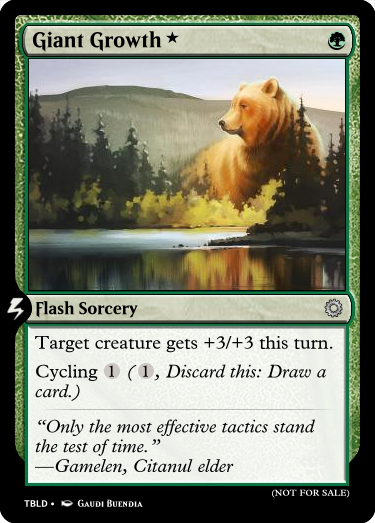 Giant Growth ★
Flash Sorcery
Target creature gets +3/+3 this turn.
Cycling 1 (1, Discard this: Draw a
card.)
“Only the most effective tactics stand
the test of time.”
—Gamelen, Citanul elder
(NOT FOR SALE)
TBLD • Gaudi Buendia